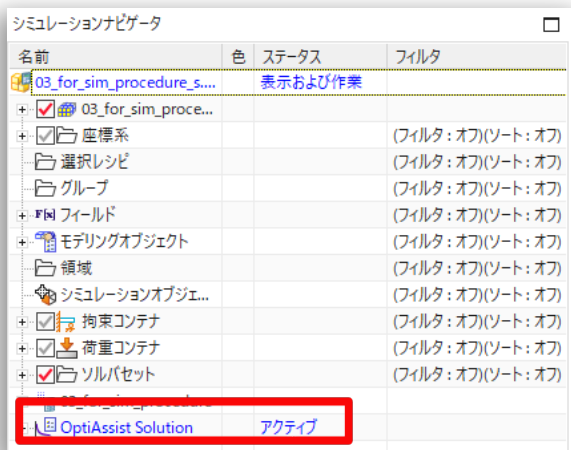 シミュレーションナビゲータ
名前 色 ステータス フィルタ
03_for_sim_procedure_s.... 表示および作業
03_for_sim_proce...
座標系 (フィルタ : オフ)(ソート : オフ)
選択レシピ (フィルタ : オフ)(ソート : オフ)
グループ (フィルタ : オフ)(ソート : オフ)
F(x) フィールド (フィルタ : オフ)(ソート : オフ)
モデリングオブジェクト (フィルタ : オフ)(ソート : オフ)
領域 (フィルタ : オフ)(ソート : オフ)
シミュレーションオブジェ... (フィルタ : オフ)(ソート : オフ)
拘束コンテナ (フィルタ : オフ)(ソート : オフ)
荷重コンテナ (フィルタ : オフ)(ソート : オフ)
ソルバセット (フィルタ : オフ)(ソート : オフ)
03_for_sim_procedure
OptiAssist Solution アクティブ